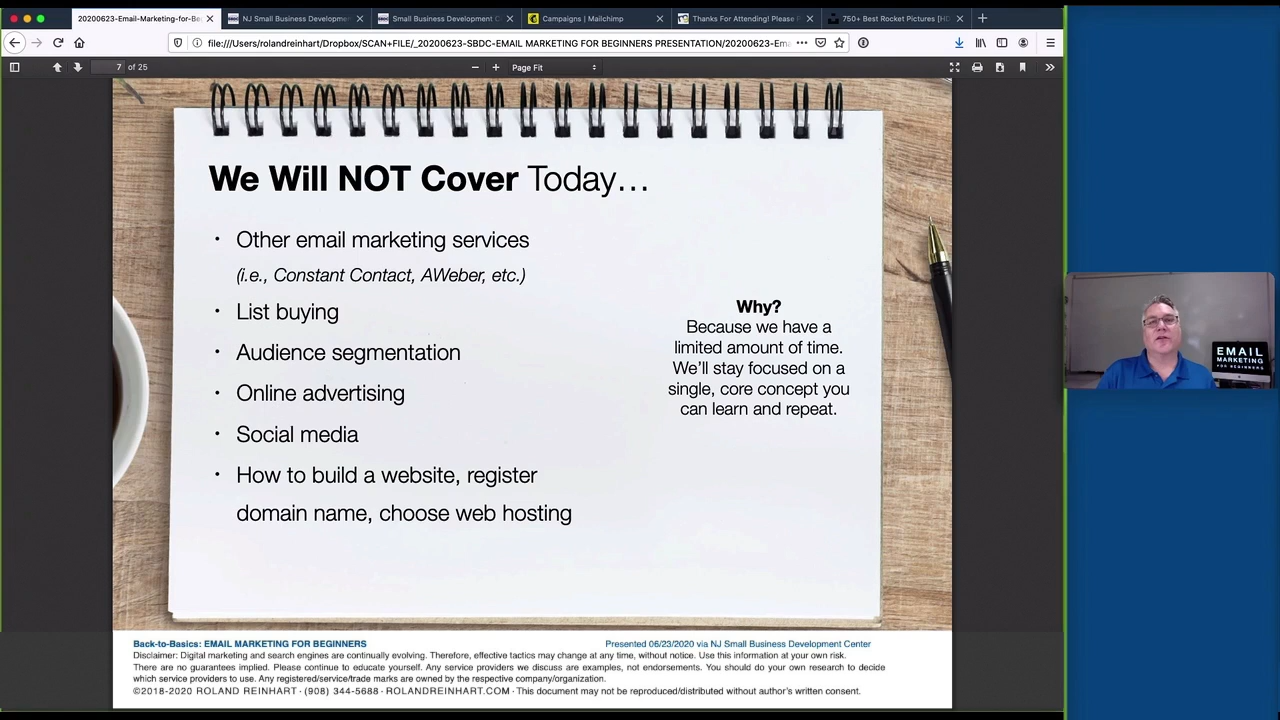 20200623-Email-Marketing-for-Be
NJ Small Business Developmen
Small Business Development C
Campaigns | Mailchimp
Thanks For Attending! Please F
750+ Best Rocket Pictures [HD
file:///Users/rolandreinhart/Dropbox/SCAN+FILE/_20200623-SBDC-EMAIL MARKETING FOR BEGINNERS PRESENTATION/20200623-Ema
7 of 25
Page Fit
We Will NOT Cover Today…
• Other email marketing services
(i.e., Constant Contact, AWeber, etc.)
• List buying
• Audience segmentation
• Online advertising
• Social media
• How to build a website, register
domain name, choose web hosting
Why?
Because we have a
limited amount of time.
We’ll stay focused on a
single, core concept you
can learn and repeat.
EMAIL
MARKETING
FOR BEGINNERS
Back-to-Basics: EMAIL MARKETING FOR BEGINNERS
Presented 06/23/2020 via NJ Small Business Development Center
Disclaimer: Digital marketing and search engines are continually evolving. Therefore, effective tactics may change at any time, without notice. Use this information at your own risk.
There are no guarantees implied. Please continue to educate yourself. Any service providers we discuss are examples, not endorsements. You should do your own research to decide
which service providers to use. Any registered/service/trade marks are owned by the respective company/organization.
©2018-2020 ROLAND REINHART · (908) 344-5688 · ROLANDREINHART.COM · This document may not be reproduced/distributed without author’s written consent.